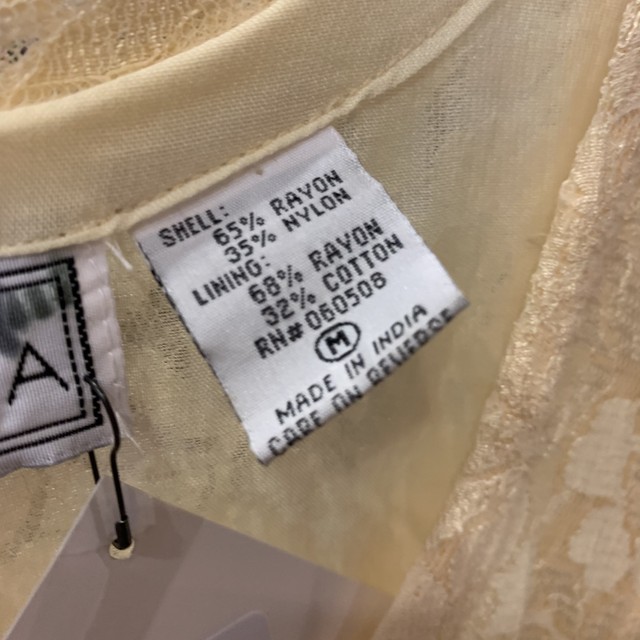 SHELL:
65% RAYON
35% NYLON
LINING:
68% RAYON
32% COTTON
RN# 060508
M
MADE IN INDIA
CARE ON REVERSE
A